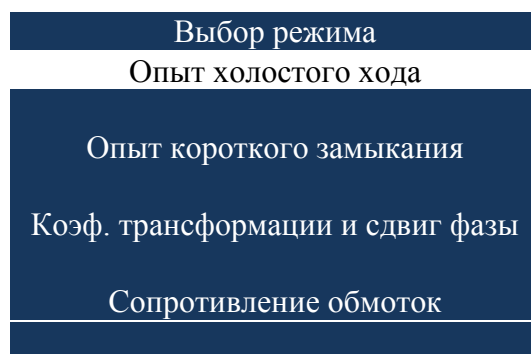 Выбор режима
Опыт холостого хода
Опыт короткого замыкания
Коэф. трансформации и сдвиг фазы
Сопротивление обмоток